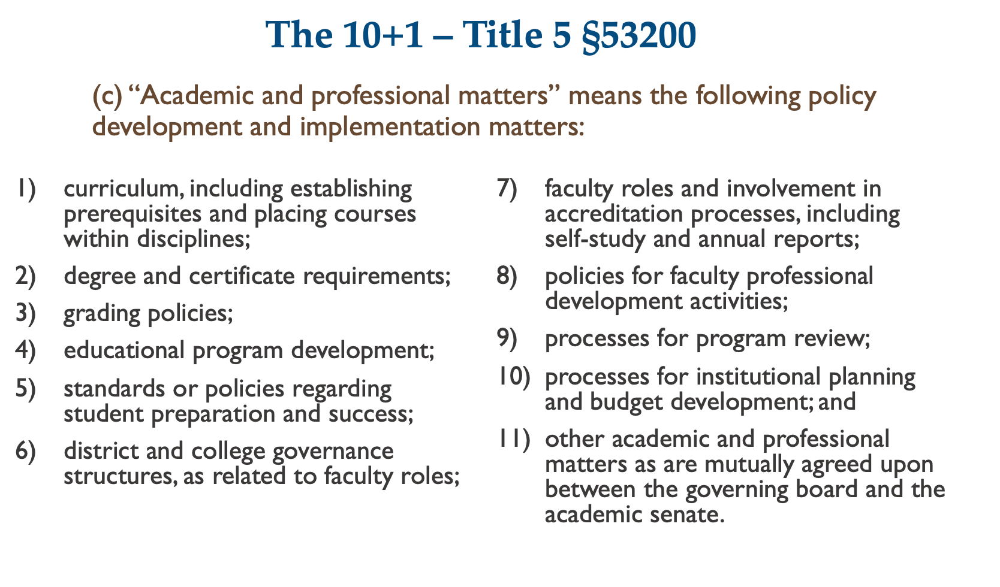 The 10+1 – Title 5 §53200
(c) “Academic and professional matters” means the following policy
development and implementation matters:
1) curriculum, including establishing
prerequisites and placing courses
within disciplines;
2) degree and certificate requirements;
3) grading policies;
4) educational program development;
5) standards or policies regarding
student preparation and success;
6) district and college governance
structures, as related to faculty roles;
7) faculty roles and involvement in
accreditation processes, including
self-study and annual reports;
8) policies for faculty professional
development activities;
9) processes for program review;
10) processes for institutional planning
and budget development; and
11) other academic and professional
matters as are mutually agreed upon
between the governing board and the
academic senate.